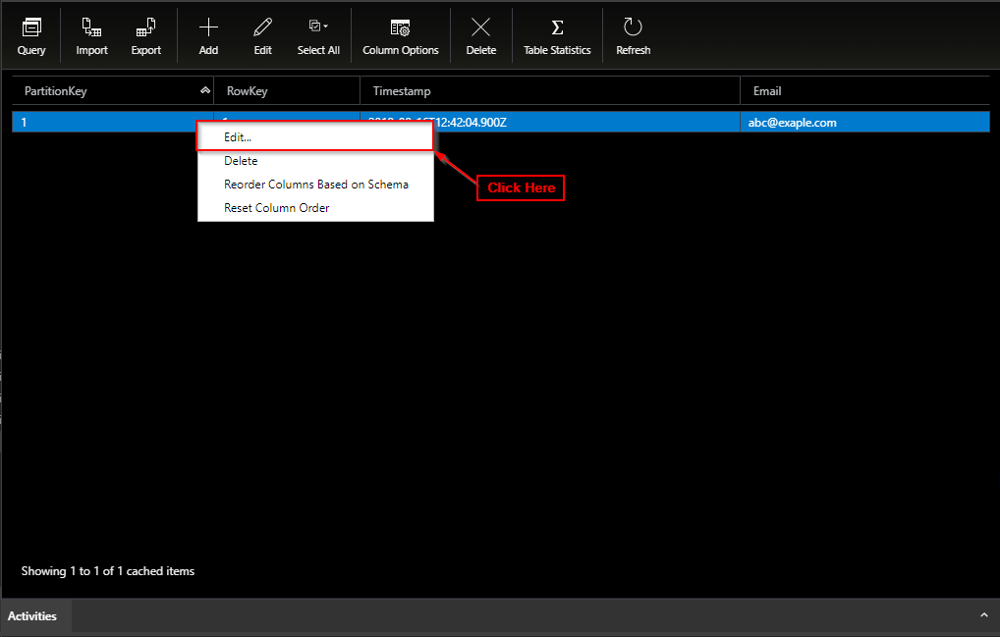 Query Import Export Add Edit Select All Column Options Delete Table Statistics Refresh
PartitionKey RowKey Timestamp Email
1 12:42:04.900Z abc@exaple.com
Edit...
Delete
Click Here
Reorder Columns Based on Schema
Reset Column Order
Showing 1 to 1 of 1 cached items
Activities